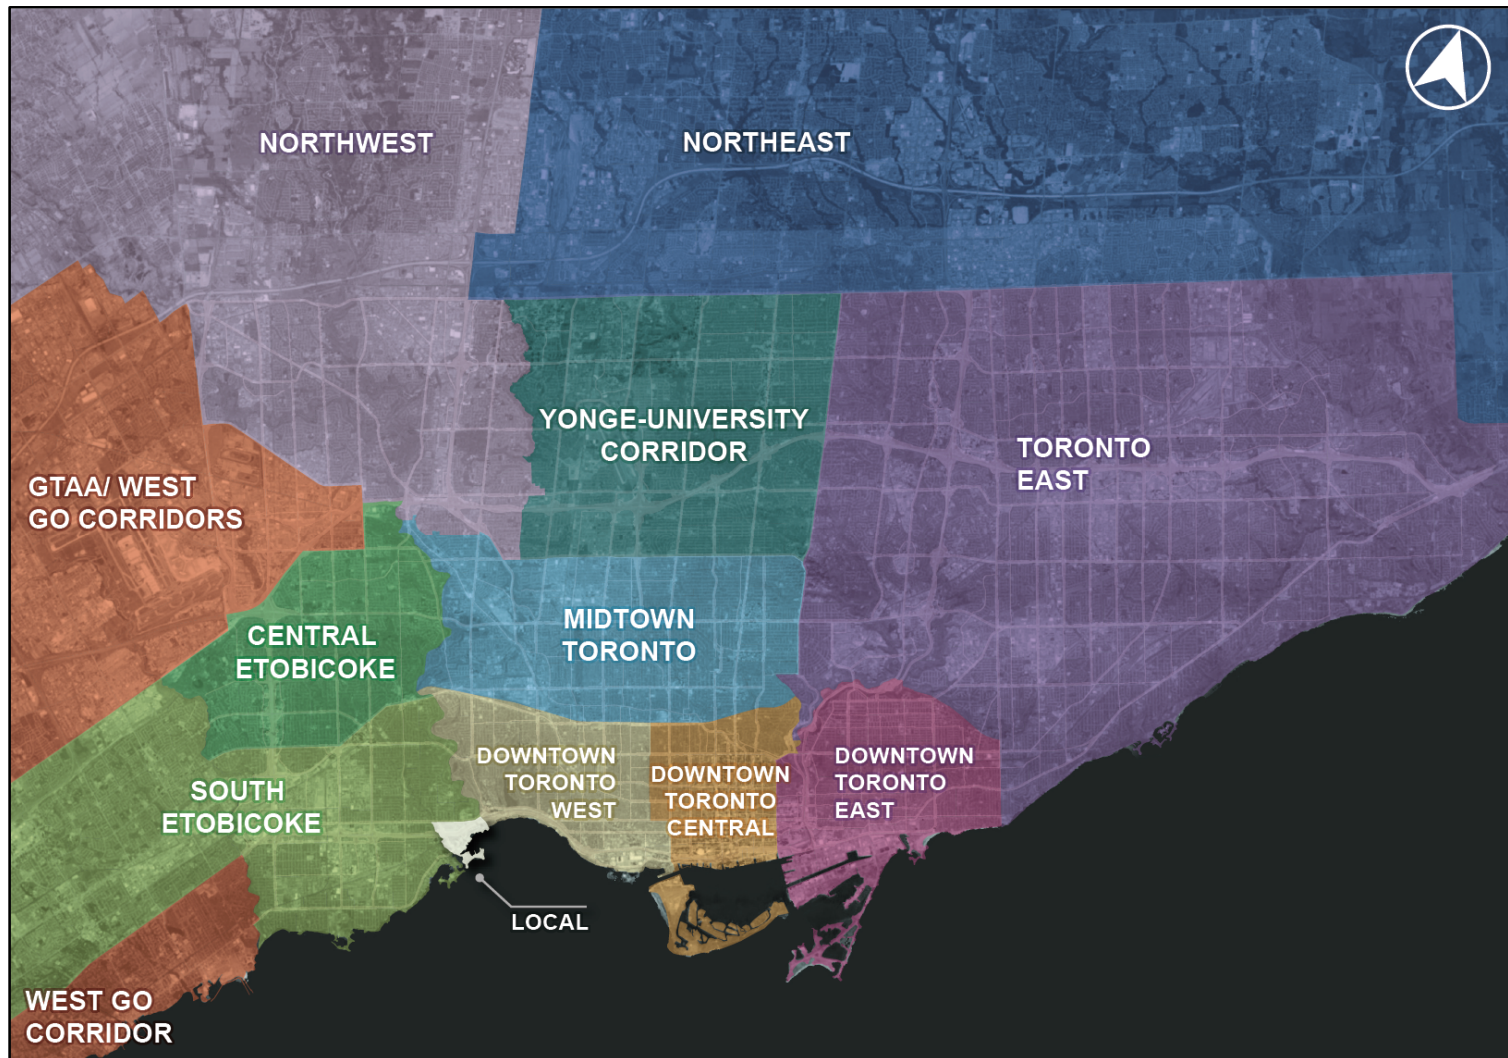 NORTHWEST
NORTHEAST
YONGE-UNIVERSITY
CORRIDOR
TORONTO
EAST
GTAA/ WEST
GO CORRIDORS
MIDTOWN
TORONTO
CENTRAL
ETOBICOKE
DOWNTOWN
TORONTO
WEST
DOWNTOWN
TORONTO
CENTRAL
DOWNTOWN
TORONTO
EAST
SOUTH
ETOBICOKE
LOCAL
WEST GO
CORRIDOR